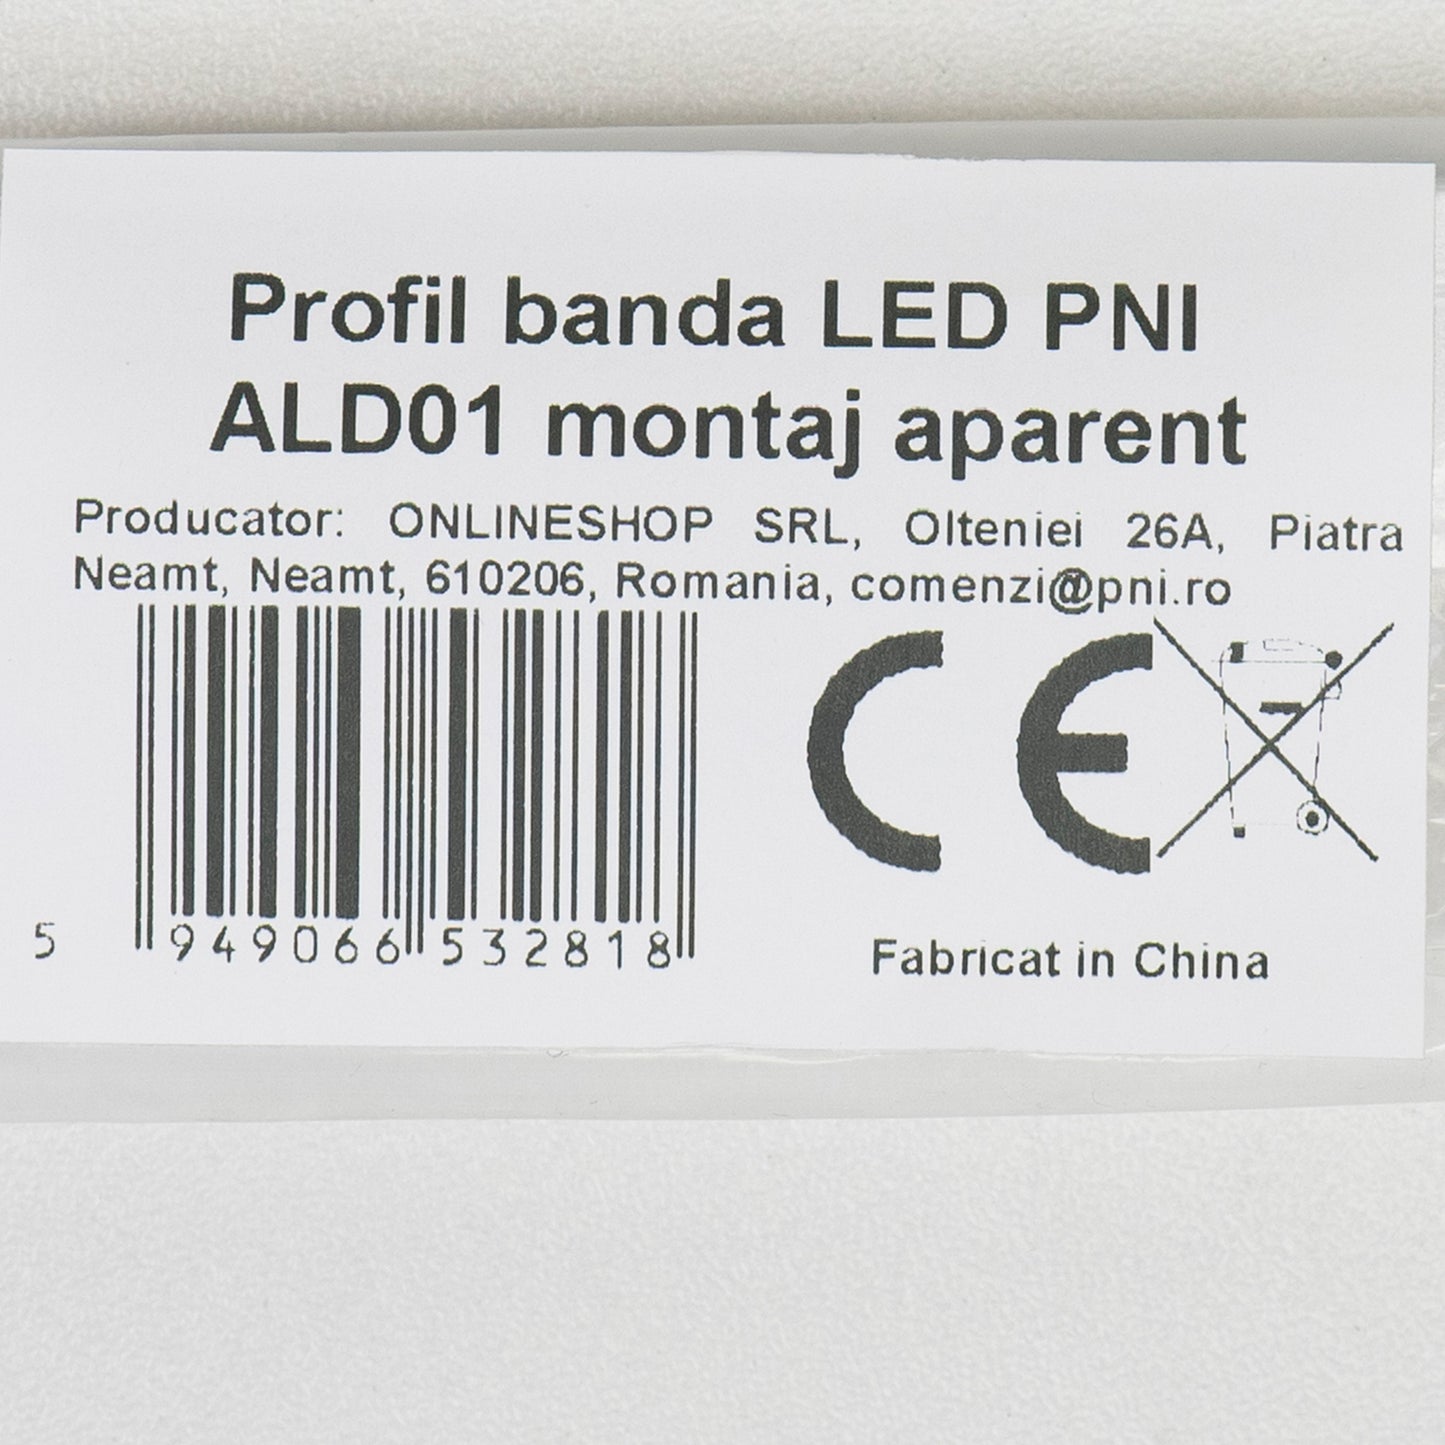 Profil banda LED PNI
ALD01 montaj aparent
Producator: ONLINESHOP SRL, Olteniei 26A, Piatra
Neamt, Neamt, 610206, Romania, comenzi@pni.ro
CE
5 949066 532818
Fabricat in China